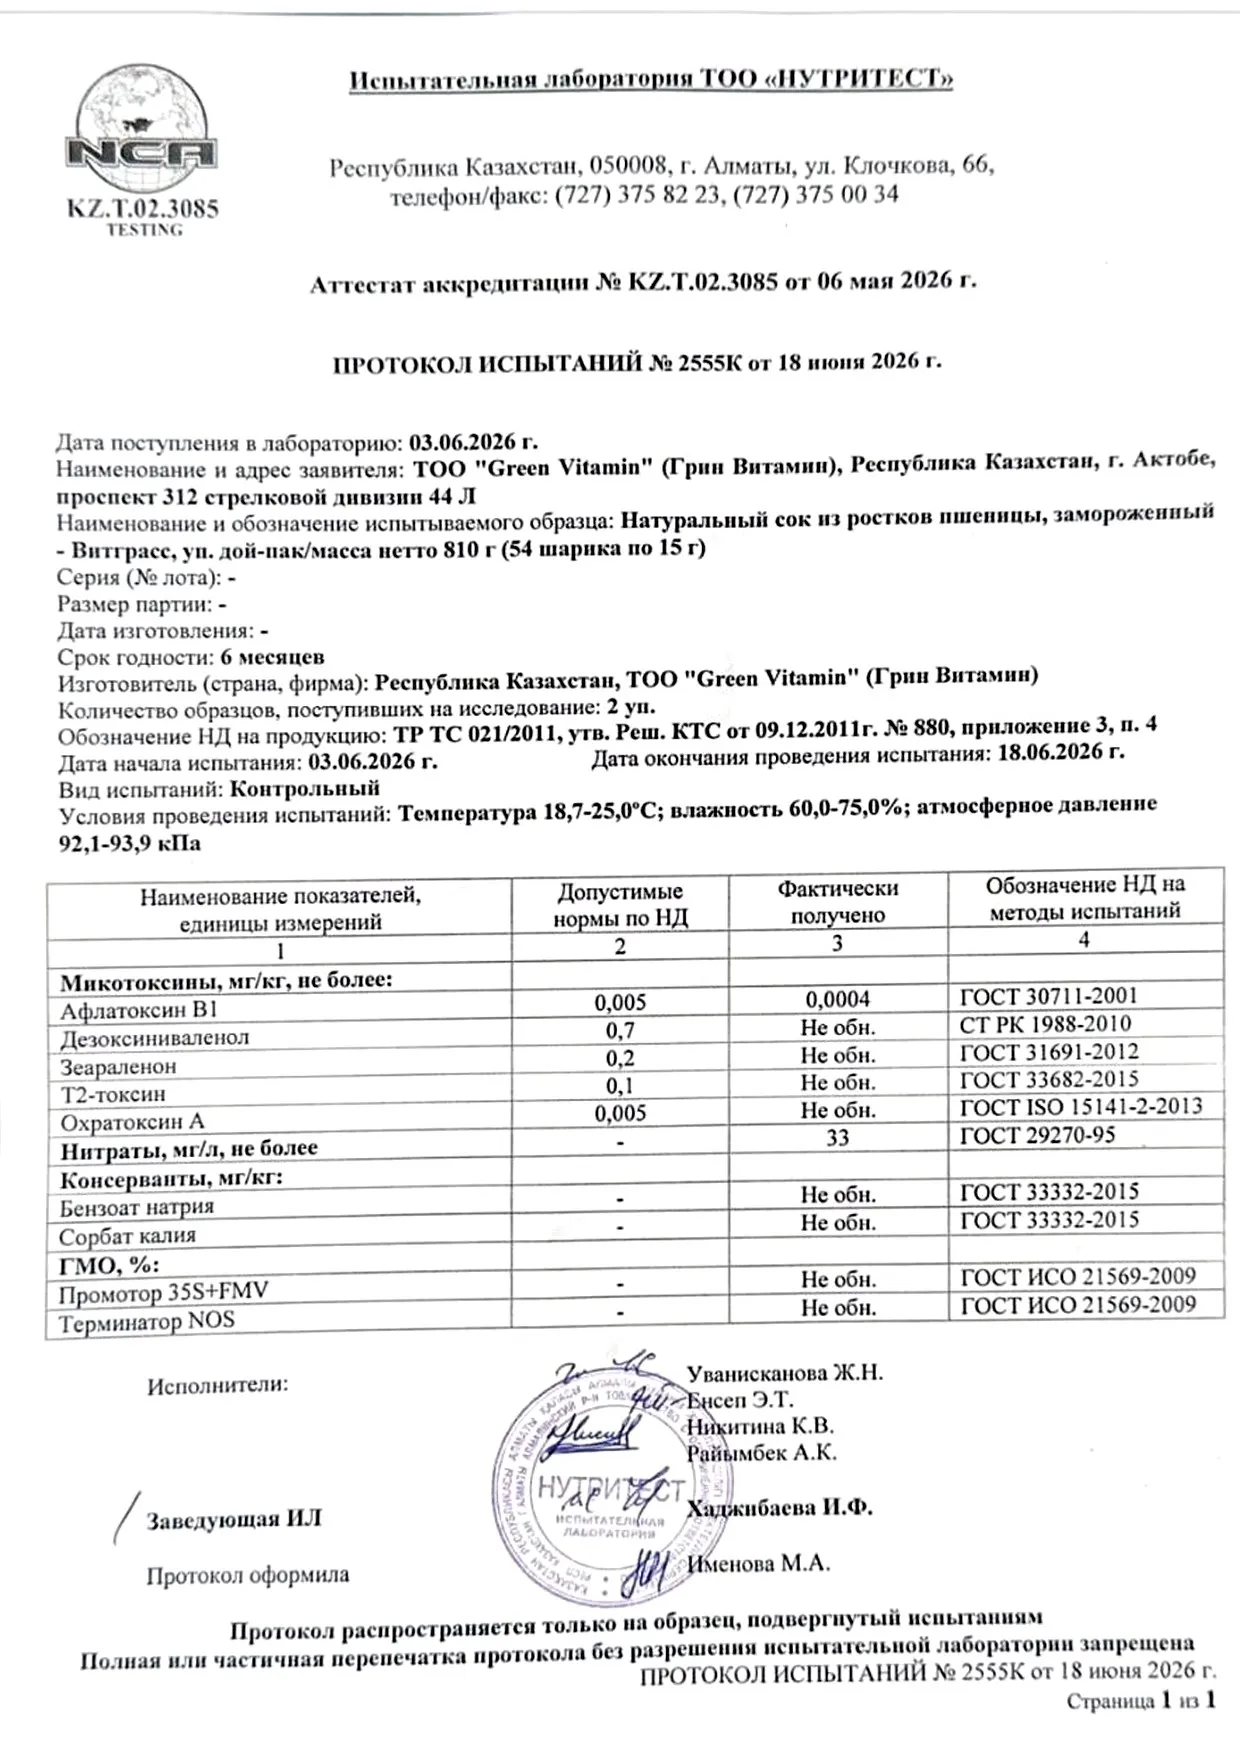 NCA
KZ.T.02.3085
TESTING
Испытательная лаборатория ТОО «НУТРИТЕСТ»
Республика Казахстан, 050008, г. Алматы, ул. Клочкова, 66,
телефон/факс: (727) 375 82 23, (727) 375 00 34
Аттестат аккредитации № KZ.T.02.3085 от 06 мая 2026 г.
ПРОТОКОЛ ИСПЫТАНИЙ № 2555К от 18 июня 2026 г.
Дата поступления в лабораторию: 03.06.2026 г.
Наименование и адрес заявителя: ТОО "Green Vitamin" (Грин Витамин), Республика Казахстан, г. Актобе,
проспект 312 стрелковой дивизии 44 Л
Наименование и обозначение испытываемого образца: Натуральный сок из ростков пшеницы, замороженный
- Витграсс, уп. дой-пак/масса нетто 810 г (54 шарика по 15 г)
Серия (№ лота): -
Размер партии: -
Дата изготовления: -
Срок годности: 6 месяцев
Изготовитель (страна, фирма): Республика Казахстан, ТОО "Green Vitamin" (Грин Витамин)
Количество образцов, поступивших на исследование: 2 уп.
Обозначение НД на продукцию: ТР ТС 021/2011, утв. Реш. КТС от 09.12.2011г. № 880, приложение 3, п. 4
Дата начала испытания: 03.06.2026 г. Дата окончания проведения испытания: 18.06.2026 г.
Вид испытаний: Контрольный
Условия проведения испытаний: Температура 18,7-25,0°С; влажность 60,0-75,0%; атмосферное давление
92,1-93,9 кПа
Наименование показателей, единицы измерений | Допустимые нормы по НД | Фактически получено | Обозначение НД на методы испытаний
1 2 3 4
Микотоксины, мг/кг, не более:
Афлатоксин В1 0,005 0,0004 ГОСТ 30711-2001
Дезоксиниваленол 0,7 Не обн. СТ РК 1988-2010
Зеараленон 0,2 Не обн. ГОСТ 31691-2012
Т2-токсин 0,1 Не обн. ГОСТ 33682-2015
Охратоксин А 0,005 Не обн. ГОСТ ISO 15141-2-2013
Нитраты, мг/л, не более - 33 ГОСТ 29270-95
Консерванты, мг/кг:
Бензоат натрия - Не обн. ГОСТ 33332-2015
Сорбат калия - Не обн. ГОСТ 33332-2015
ГМО, %:
Промотор 35S+FMV - Не обн. ГОСТ ИСО 21569-2009
Терминатор NOS - Не обн. ГОСТ ИСО 21569-2009
Исполнители: Уванисканова Ж.Н.
Енсеп Э.Т.
Никитина К.В.
Райымбек А.К.
НУТРИТЕСТ
ИСПЫТАТЕЛЬНАЯ
ЛАБОРАТОРИЯ
Заведующая ИЛ Хаджибаева И.Ф.
Протокол оформила Именова М.А.
Протокол распространяется только на образец, подвергнутый испытаниям
Полная или частичная перепечатка протокола без разрешения испытательной лаборатории запрещена
ПРОТОКОЛ ИСПЫТАНИЙ № 2555К от 18 июня 2026 г.
Страница 1 из 1